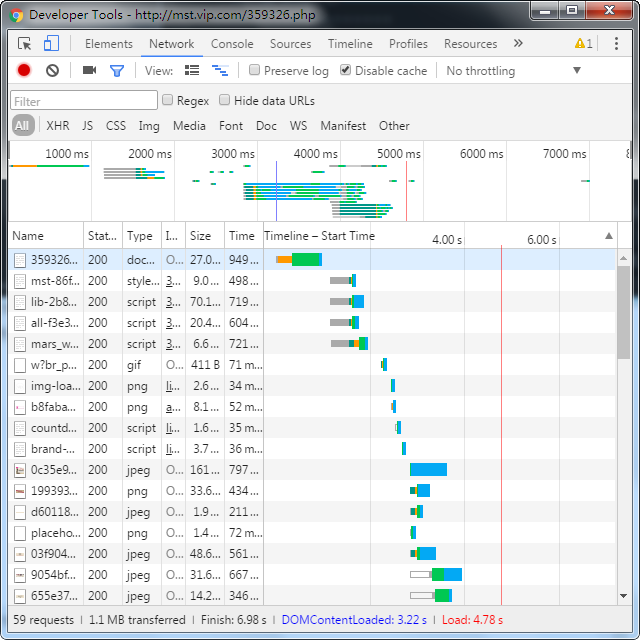 Developer Tools - http://mst.vip.com/359326.php
Elements Network Console Sources Timeline Profiles Resources » 1
View: Preserve log Disable cache No throttling
Filter Regex Hide data URLs
All XHR JS CSS Img Media Font Doc WS Manifest Other
1000 ms 2000 ms 3000 ms 4000 ms 5000 ms 6000 ms 7000 ms 8
Name Stat... Type I... Size Time Timeline – Start Time 4.00 s 6.00 s
359326... 200 doc... O... 27.0... 949...
mst-86f... 200 style... 3... 9.0... 498...
lib-2b8... 200 script 3... 70.1... 719...
all-f3e3... 200 script 3... 20.4... 604...
mars_w... 200 script 3... 6.6... 721...
w?br_p... 200 gif O... 411 B 71 m...
img-loa... 200 png li... 2.6... 34 m...
b8faba... 200 png a... 8.1... 52 m...
countd... 200 script li... 1.6... 35 m...
brand-... 200 script li... 3.7... 36 m...
0c35e9... 200 jpeg O... 161... 797...
199393... 200 png O... 33.6... 434...
d60118... 200 jpeg O... 1.9... 211...
placeho... 200 png O... 1.4... 72 m...
03f904... 200 jpeg O... 48.6... 561...
9054bf... 200 jpeg O... 31.6... 667...
655e37... 200 jpeg O... 14.2... 346...
59 requests | 1.1 MB transferred | Finish: 6.98 s | DOMContentLoaded: 3.22 s | Load: 4.78 s